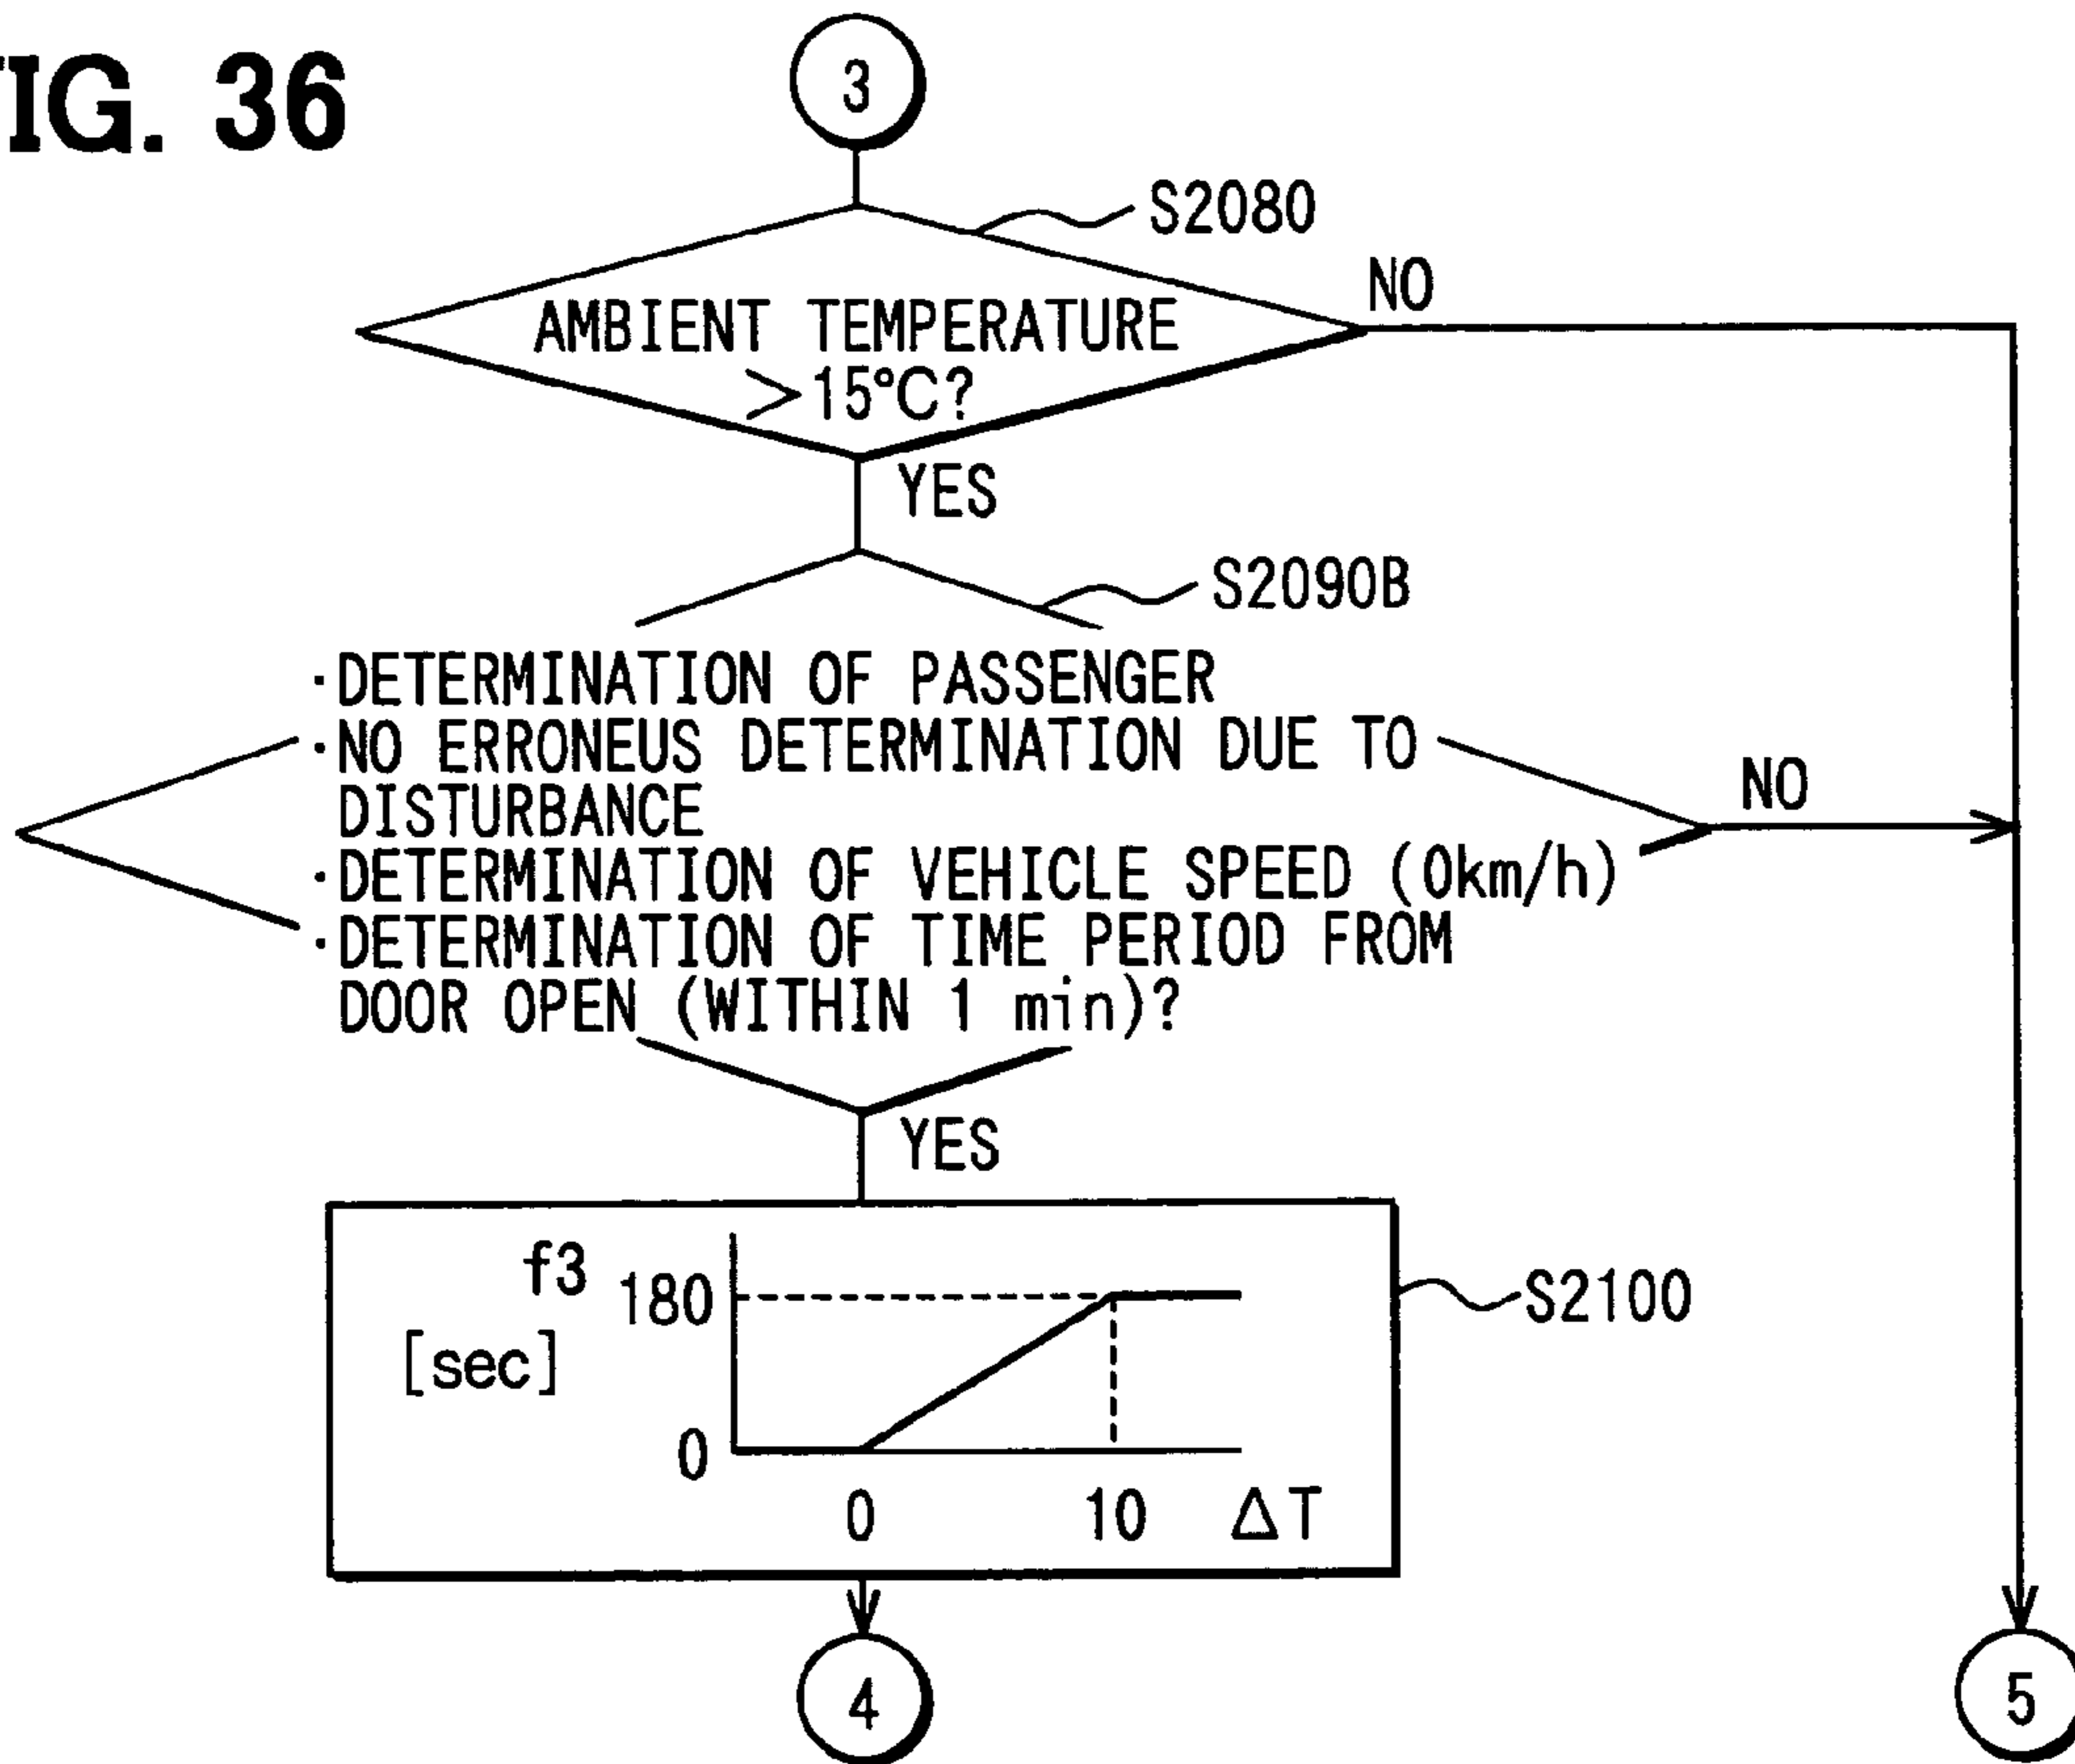 IG. 36
3
S2080
NO
AMBIENT TEMPERATURE
>15°C?
YES
S2090B
·DETERMINATION OF PASSENGER
·NO ERRONEUS DETERMINATION DUE TO
DISTURBANCE
NO
·DETERMINATION OF VEHICLE SPEED (0km/h)
·DETERMINATION OF TIME PERIOD FROM
DOOR OPEN (WITHIN 1 min)?
YES
f3
180
[sec]
S2100
0
0 10 ΔT
4
5